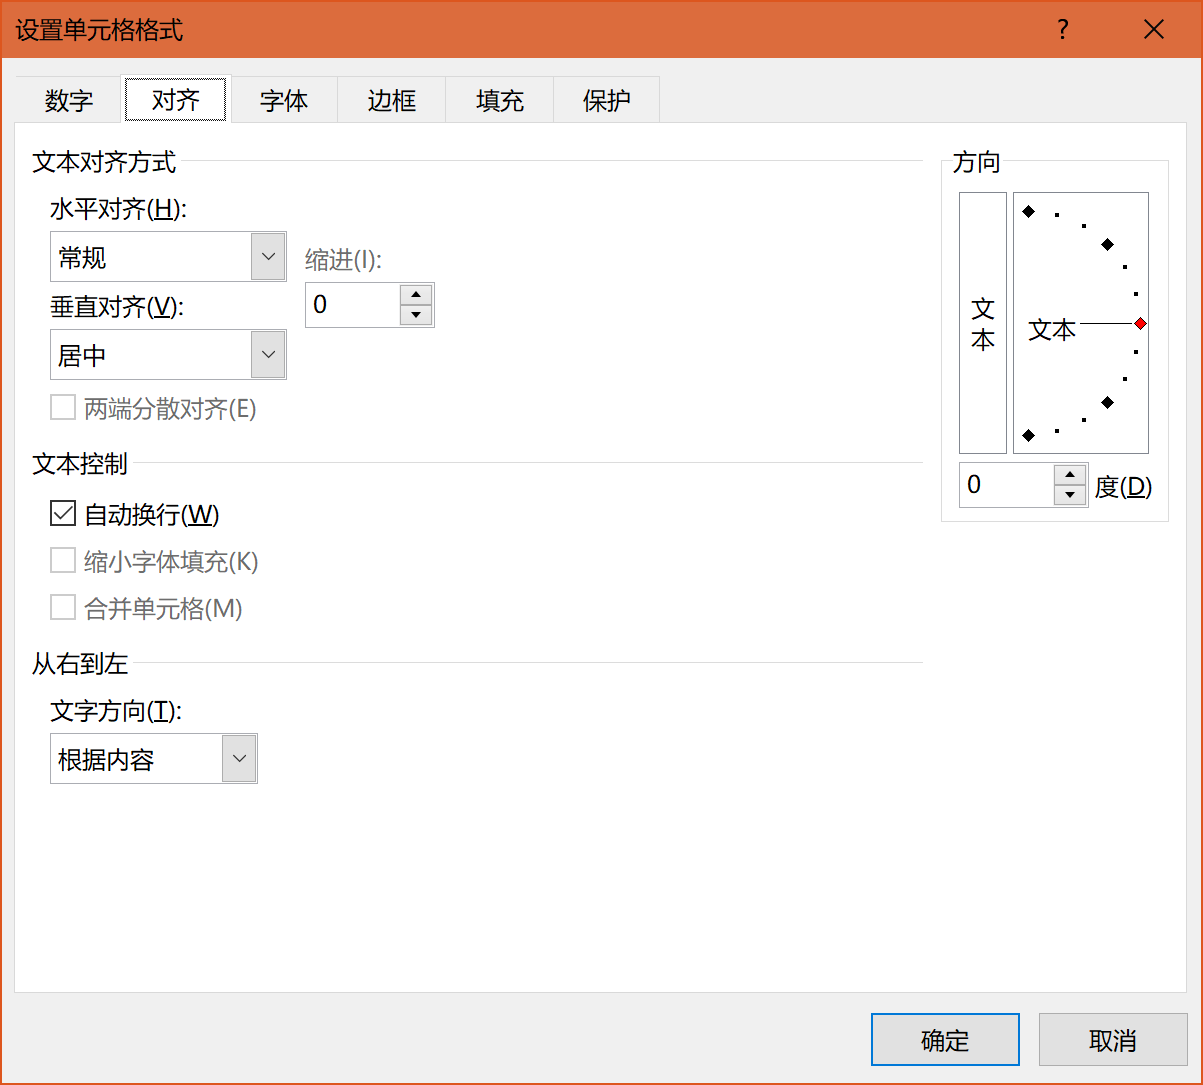 设置单元格格式
?
数字 对齐 字体 边框 填充 保护
文本对齐方式
水平对齐(H):
常规
缩进(I):
0
垂直对齐(V):
居中
两端分散对齐(E)
文本控制
自动换行(W)
缩小字体填充(K)
合并单元格(M)
从右到左
文字方向(T):
根据内容
方向
文
本
文本
0 度(D)
确定 取消